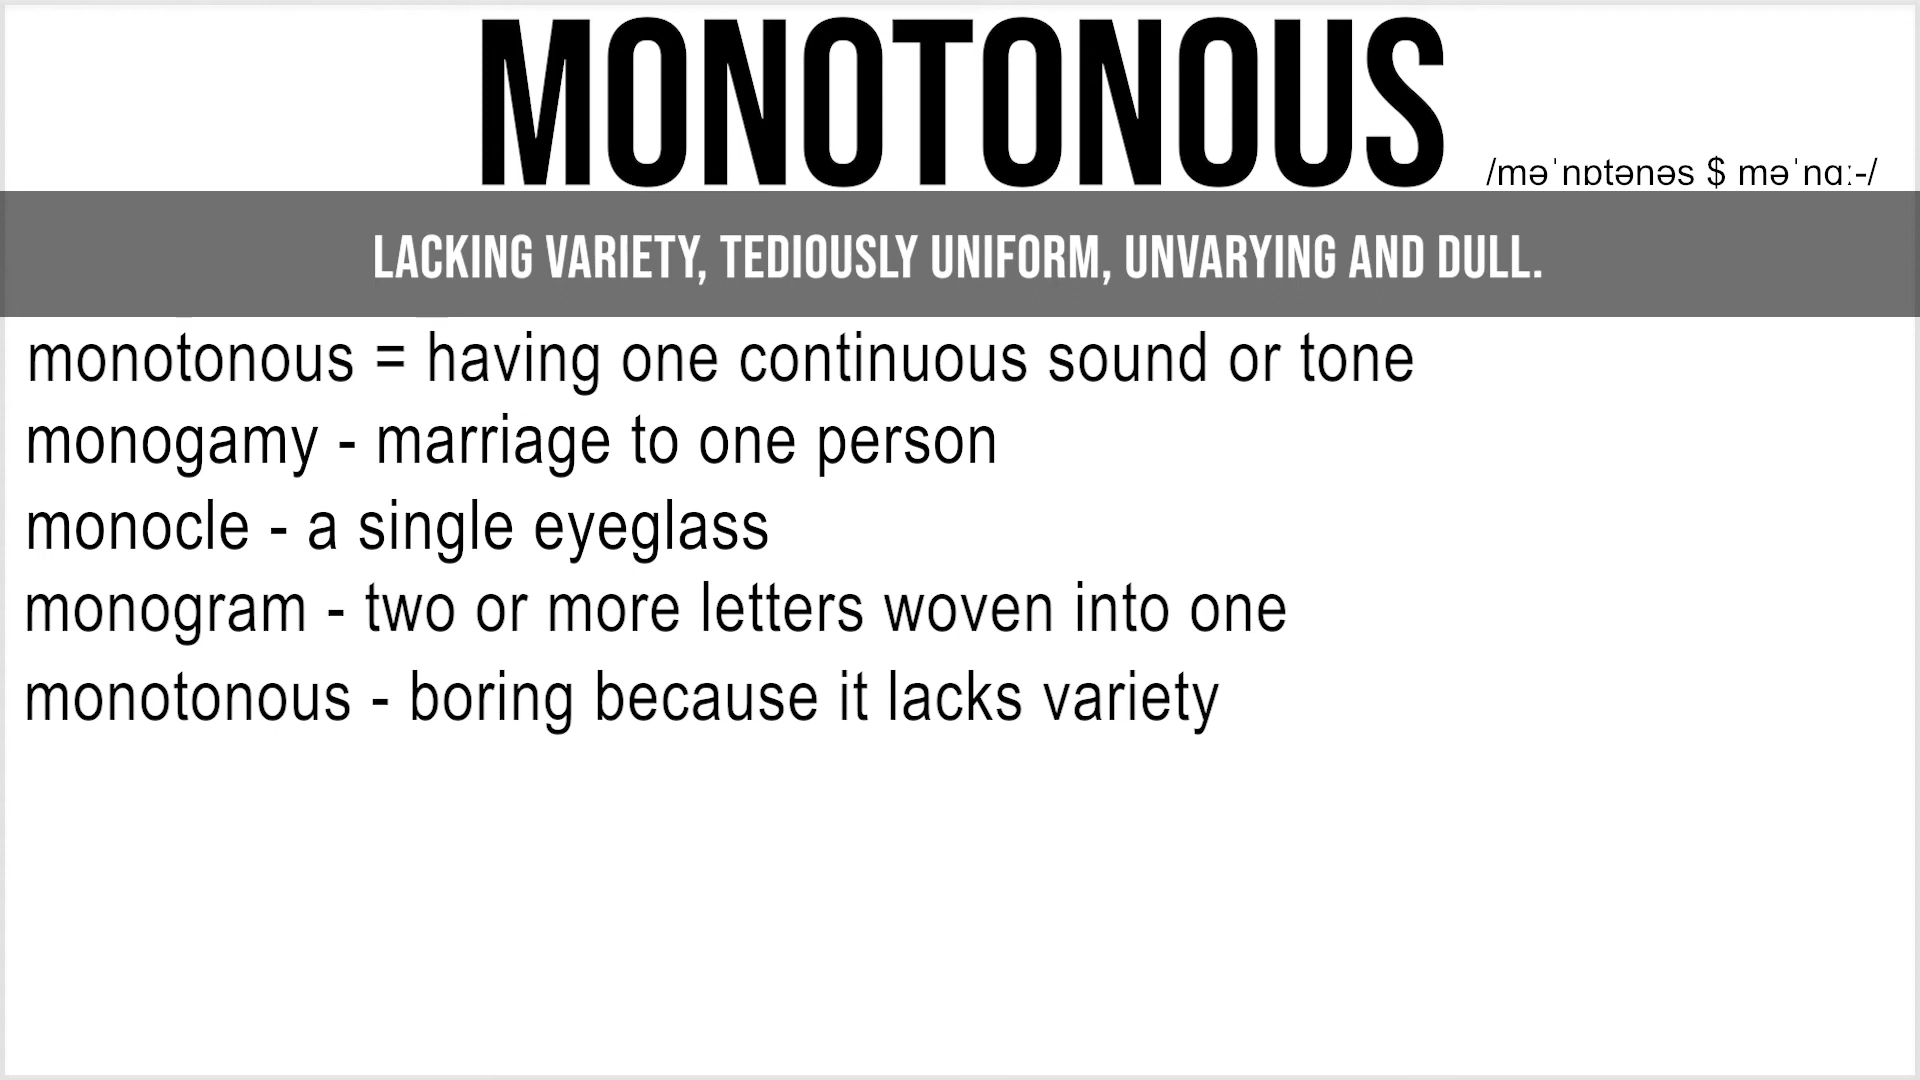 MONOTONOUS
/məˈnɒtənəs $ məˈnɑː-/
LACKING VARIETY, TEDIOUSLY UNIFORM, UNVARYING AND DULL.
monotonous = having one continuous sound or tone
monogamy - marriage to one person
monocle - a single eyeglass
monogram - two or more letters woven into one
monotonous - boring because it lacks variety